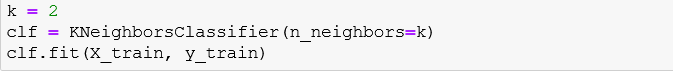 k = 2
clf = KNeighborsClassifier(n_neighbors=k)
clf.fit(X_train, y_train)